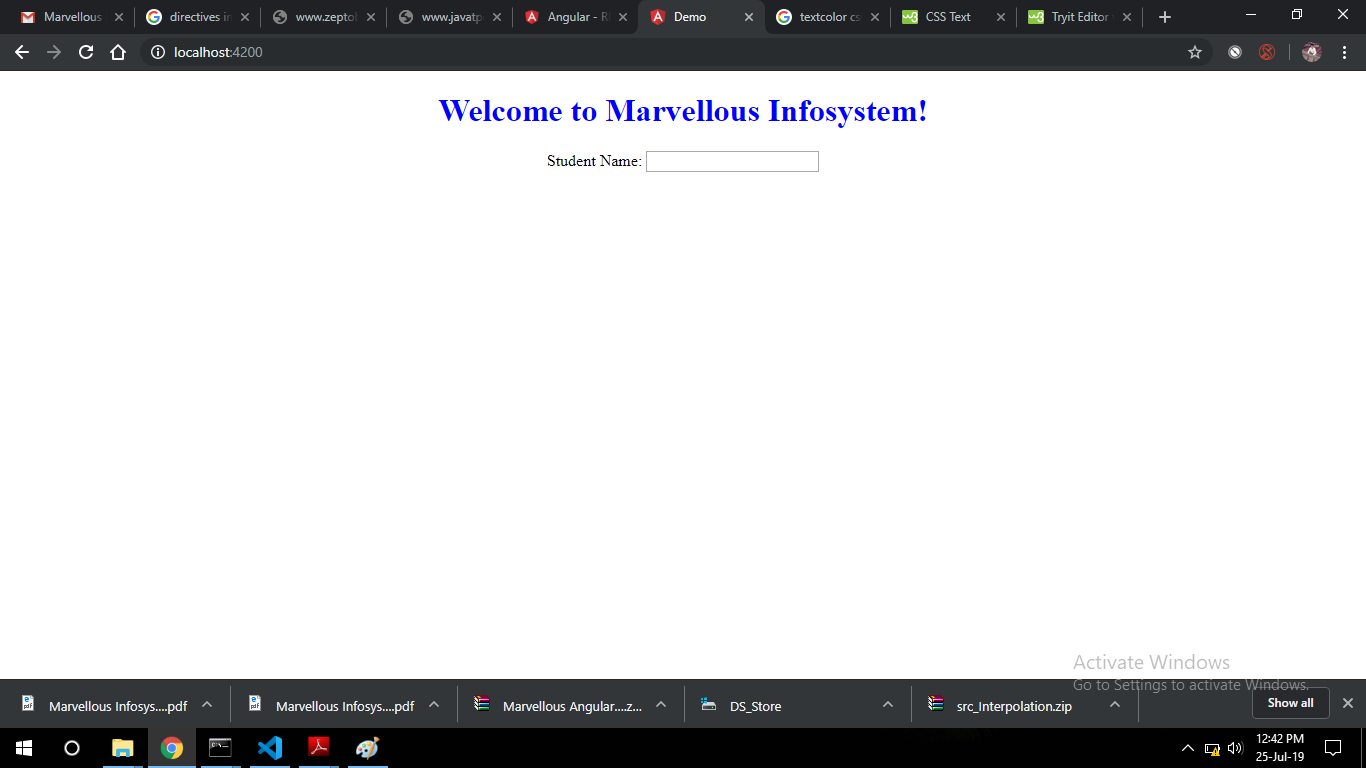 Marvellous
directives in
www.zeptob
www.javatp
Angular - R
Demo
textcolor cs
CSS Text
Tryit Editor
localhost:4200
Welcome to Marvellous Infosystem!
Student Name:
Activate Windows
Go to Settings to activate Windows.
Marvellous Infosys....pdf
Marvellous Infosys....pdf
Marvellous Angular....z...
DS_Store
src_Interpolation.zip
Show all
12:42 PM
25-Jul-19